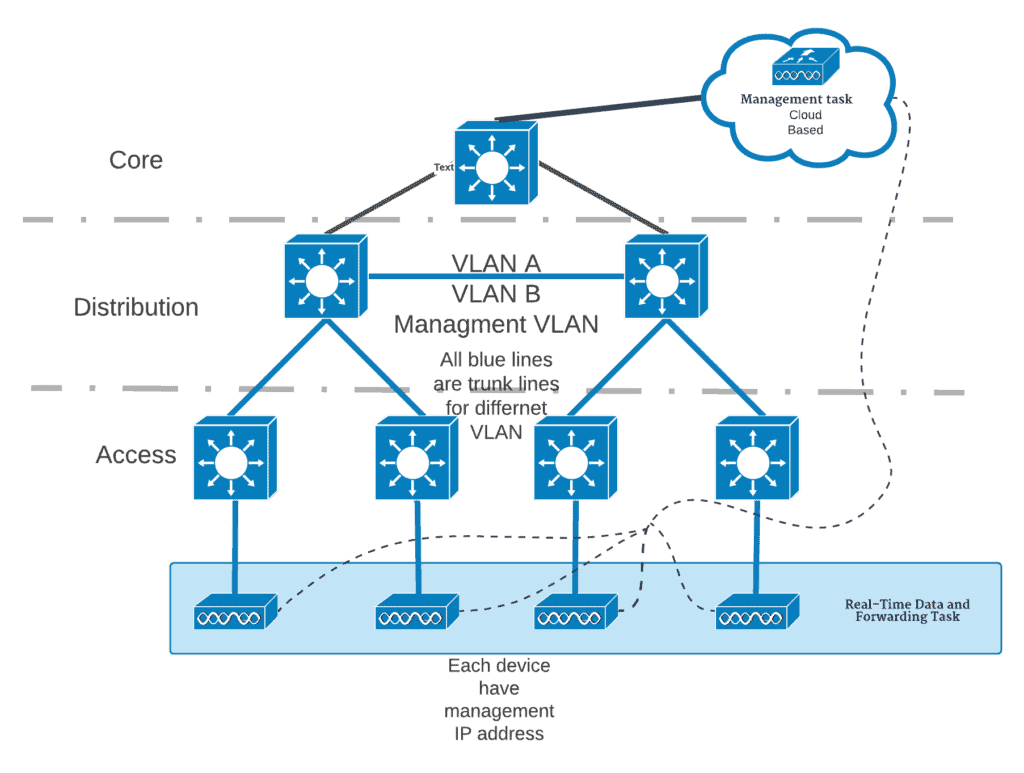 Management task
Cloud
Based
Core
Text
Distribution
VLAN A
VLAN B
Managment VLAN
All blue lines
are trunk lines
for differnet
VLAN
Access
Real-Time Data and
Forwarding Task
Each device
have
management
IP address